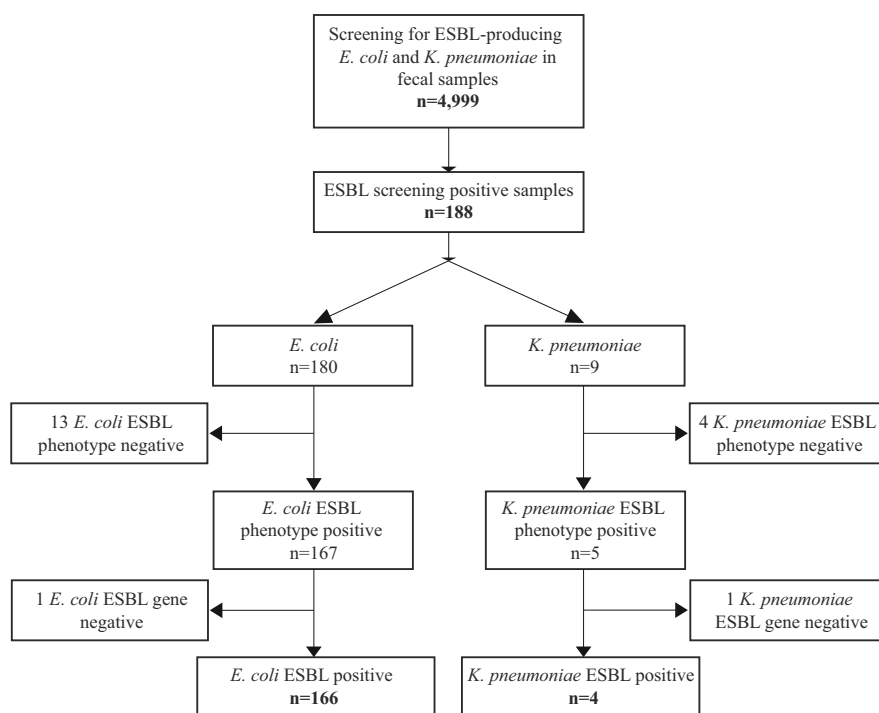 Screening for ESBL-producing
E. coli and K. pneumoniae in
fecal samples
n=4,999
ESBL screening positive samples
n=188
E. coli
n=180
K. pneumoniae
n=9
13 E. coli ESBL
phenotype negative
4 K. pneumoniae ESBL
phenotype negative
E. coli ESBL
phenotype positive
n=167
K. pneumoniae ESBL
phenotype positive
n=5
1 E. coli ESBL gene
negative
1 K. pneumoniae
ESBL gene negative
E. coli ESBL positive
n=166
K. pneumoniae ESBL positive
n=4